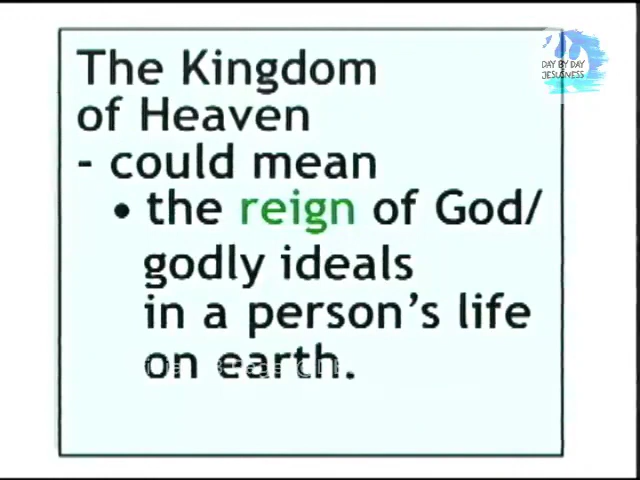 The Kingdom
of Heaven
- could mean
• the reign of God/
godly ideals
in a person's life
on earth.
DAY BY DAY
JESUSNESS